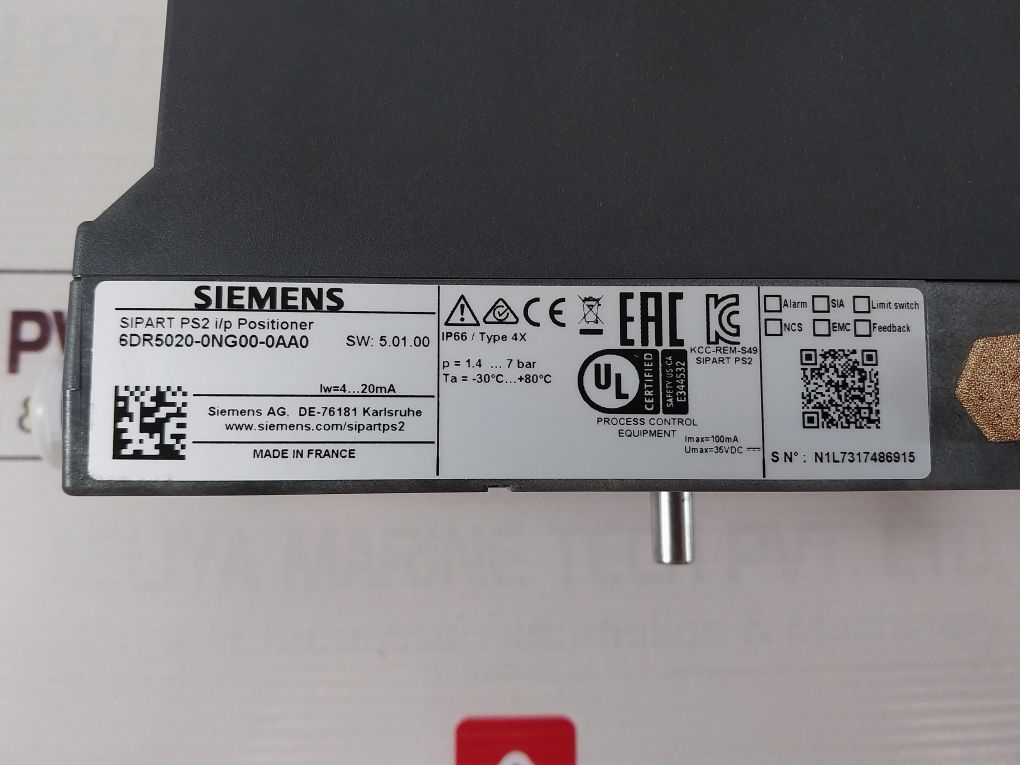 SIEMENS
SIPART PS2 i/p Positioner
6DR5020-0NG00-0AA0 SW: 5.01.00
Iw=4...20mA
Siemens AG, DE-76181 Karlsruhe
www.siemens.com/sipartps2
MADE IN FRANCE
CE
EAC
IP66 / Type 4X
KCC-REM-S49
SIPART PS2
p = 1.4 ... 7 bar
Ta = -30°C...+80°C
UL
®
CERTIFIED
SAFETY US CA
E344532
PROCESS CONTROL
EQUIPMENT
Imax=100mA
Umax=35VDC
Alarm SIA Limit switch
NCS EMC Feedback
S N° : N1L7317486915
PV
&